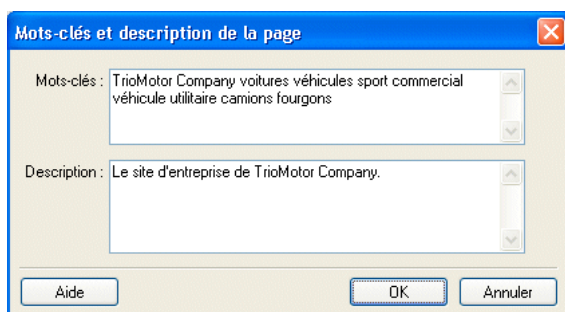 Mots-clés et description de la page
Mots-clés : TrioMotor Company voitures véhicules sport commercial
véhicule utilitaire camions fourgons
Description : Le site d'entreprise de TrioMotor Company.
Aide OK Annuler